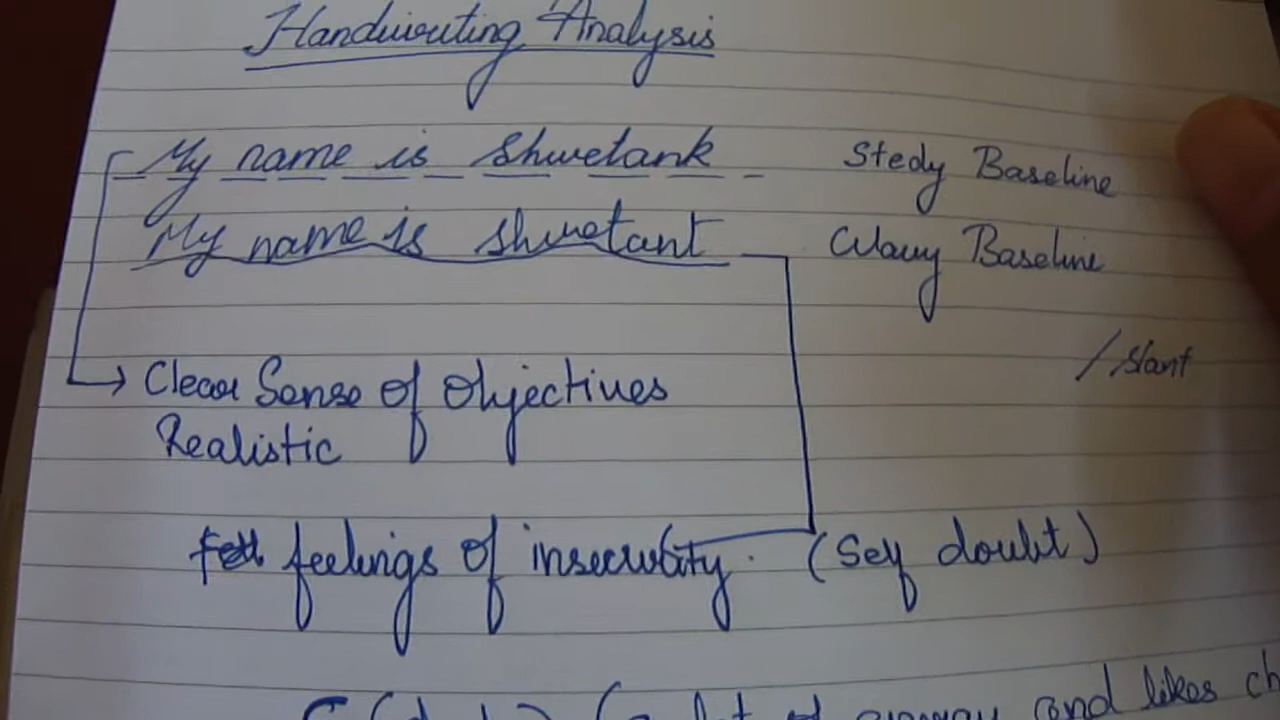 Handwriting Analysis
My name is Shwetank Stedy Baseline
My name is Shwetant Wavy Baseline
/ slant
Clear Sense of Objectives
Realistic
feelings of insecurity. (Self doubt)
and likes